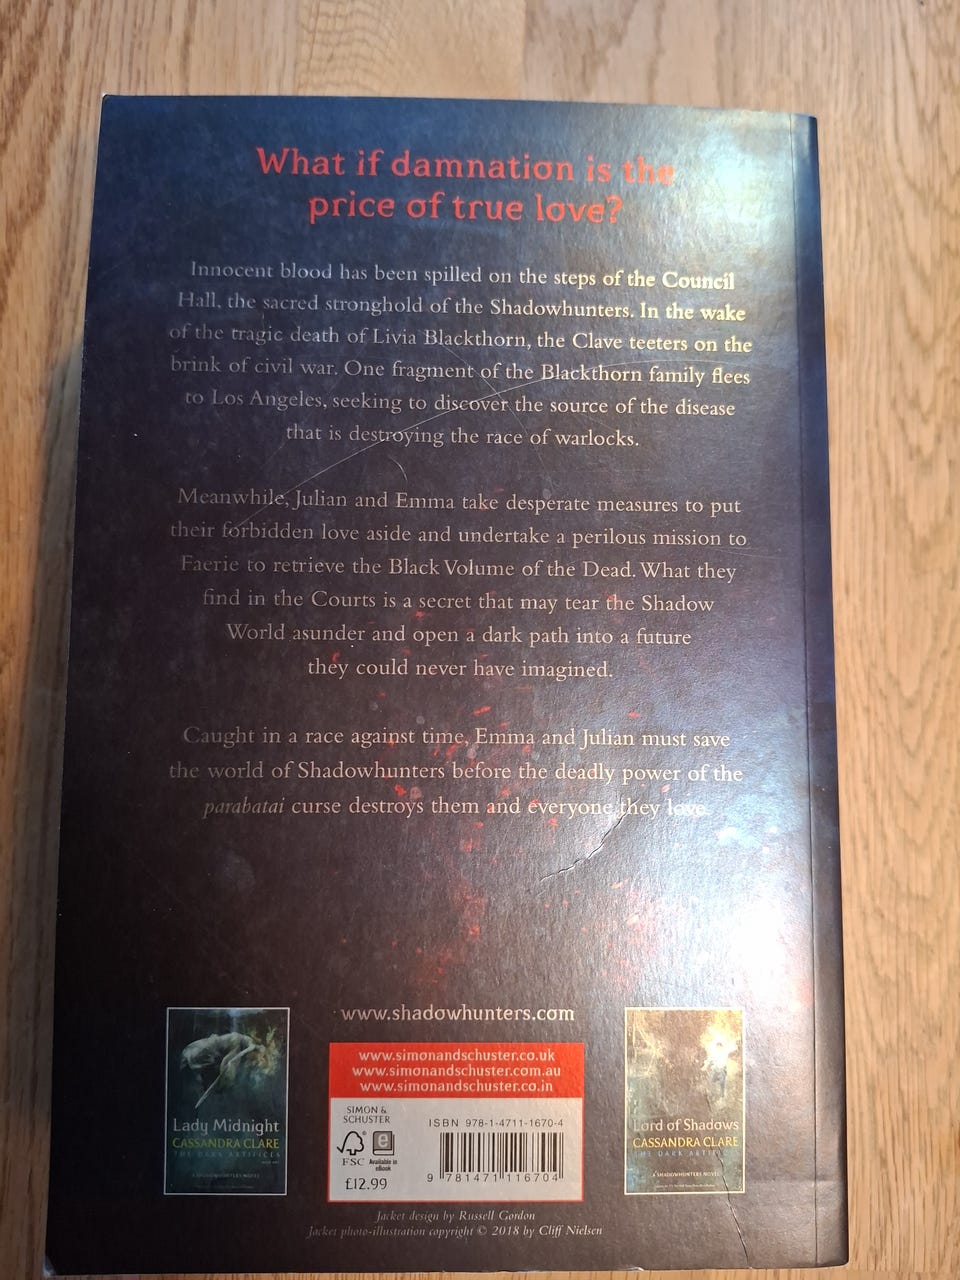 What if damnation is the
price of true love?
Innocent blood has been spilled on the steps of the Council
Hall, the sacred stronghold of the Shadowhunters. In the wake
of the tragic death of Livia Blackthorn, the Clave teeters on the
brink of civil war. One fragment of the Blackthorn family flees
to Los Angeles, seeking to discover the source of the disease
that is destroying the race of warlocks.
Meanwhile, Julian and Emma take desperate measures to put
their forbidden love aside and undertake a perilous mission to
Faerie to retrieve the Black Volume of the Dead. What they
find in the Courts is a secret that may tear the Shadow
World asunder and open a dark path into a future
they could never have imagined.
Caught in a race against time, Emma and Julian must save
the world of Shadowhunters before the deadly power of the
parabatai curse destroys them and everyone they love.
www.shadowhunters.com
Lady Midnight
CASSANDRA CLARE
THE DARK ARTIFICES
A SHADOWHUNTERS NOVEL
www.simonandschuster.co.uk
www.simonandschuster.com.au
www.simonandschuster.co.in
SIMON &
SCHUSTER
FSC
e
Available in
eBook
£12.99
ISBN 978-1-4711-1670-4
9 781471 116704
Lord of Shadows
CASSANDRA CLARE
THE DARK ARTIFICES
A SHADOWHUNTERS NOVEL
Jacket design by Russell Gordon
Jacket photo-illustration copyright © 2018 by Cliff Nielsen